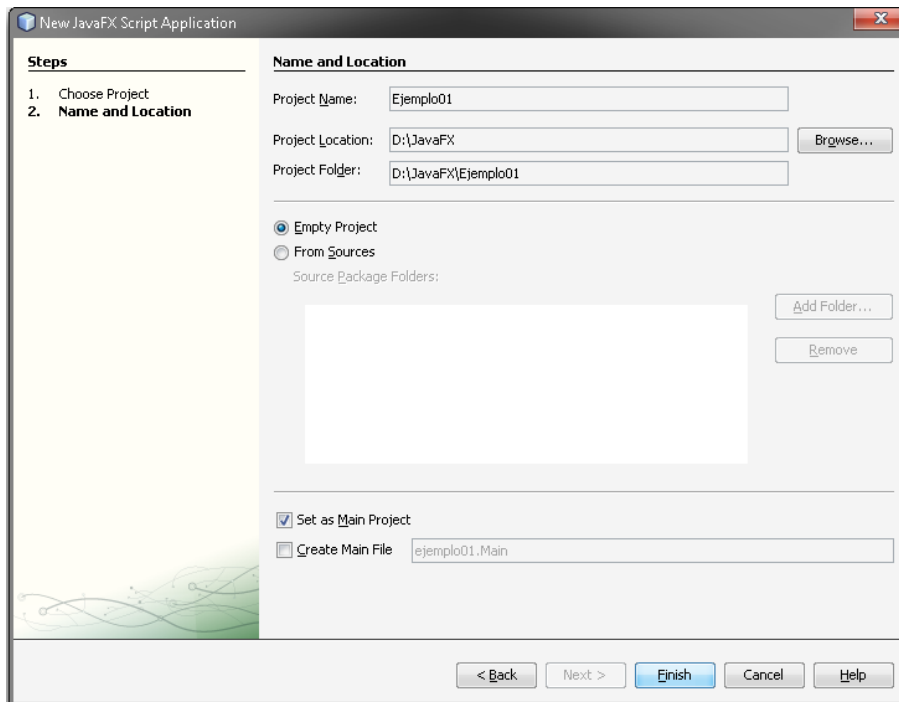 New JavaFX Script Application
Steps
1. Choose Project
2. Name and Location
Name and Location
Project Name: Ejemplo01
Project Location: D:\JavaFX Browse...
Project Folder: D:\JavaFX\Ejemplo01
Empty Project
From Sources
Source Package Folders:
Add Folder...
Remove
Set as Main Project
Create Main File ejemplo01.Main
< Back Next > Finish Cancel Help